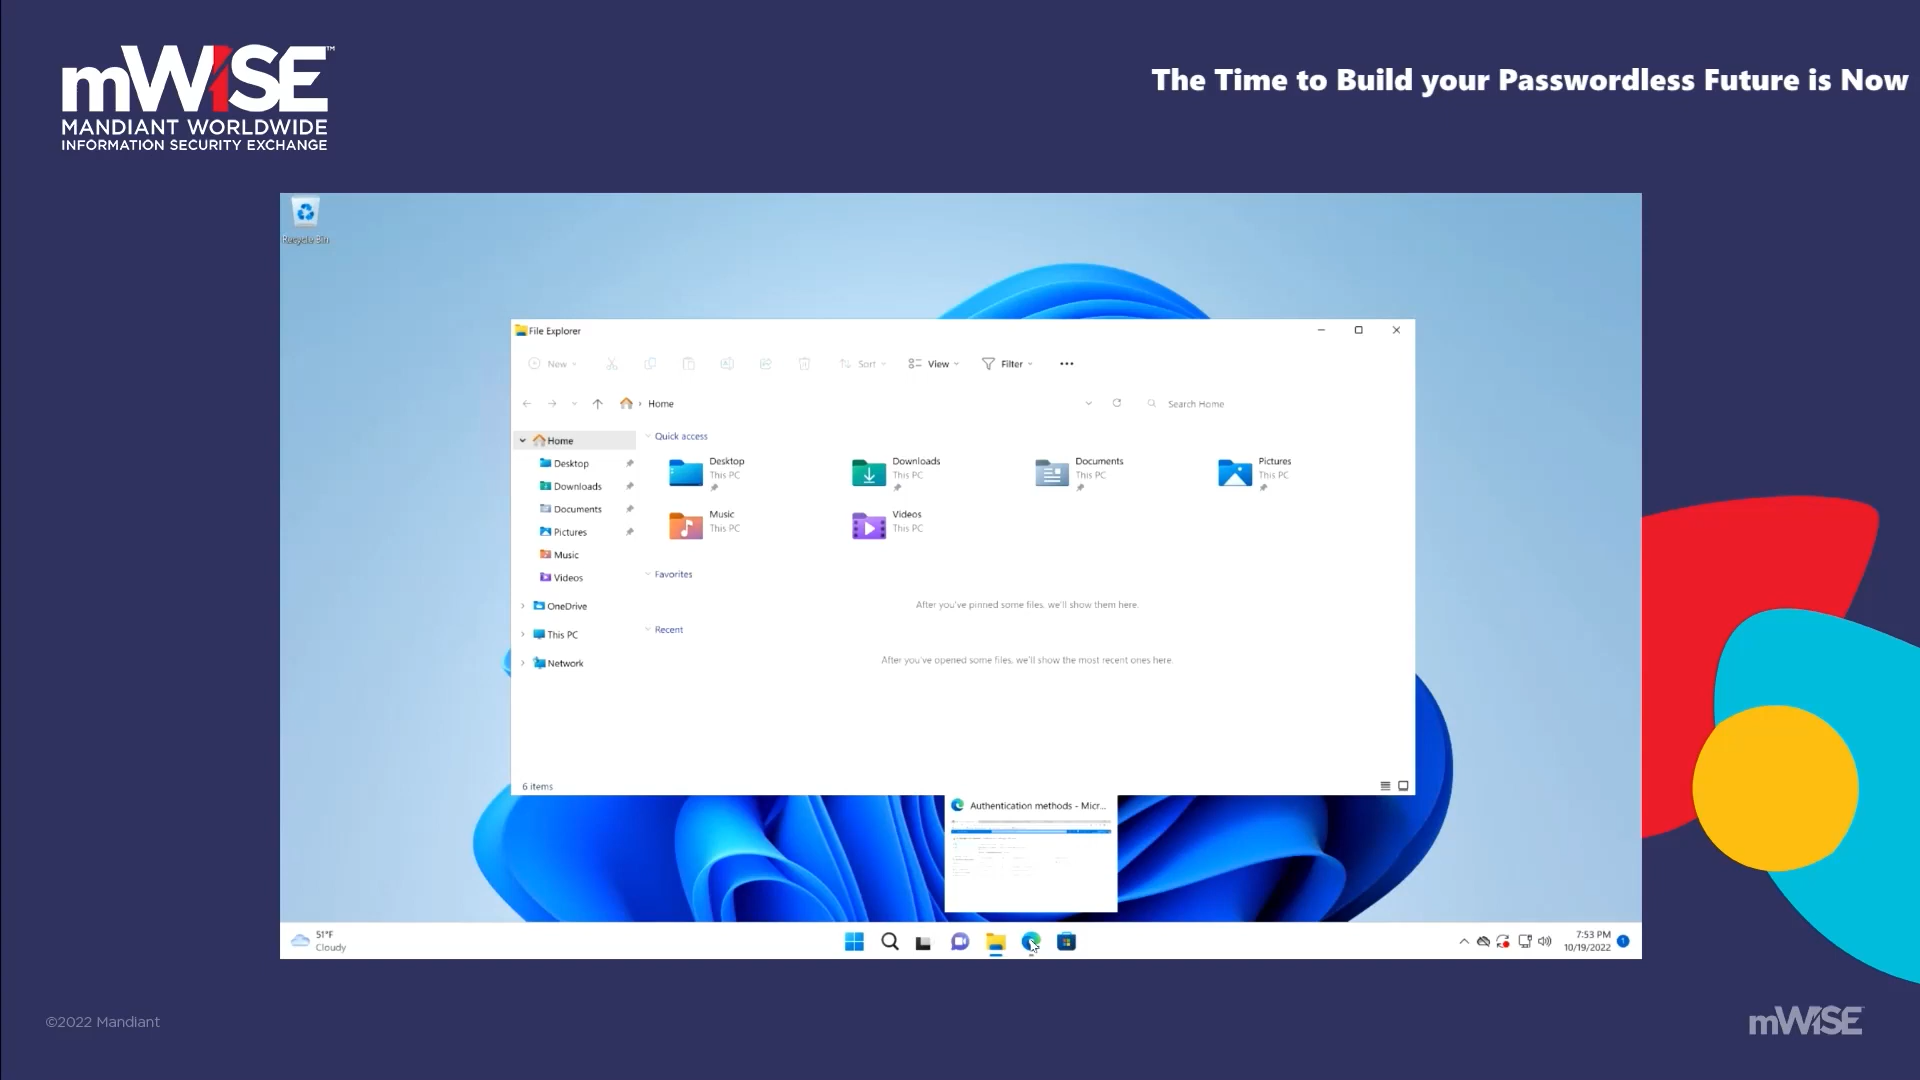 mWISE™
MANDIANT WORLDWIDE
INFORMATION SECURITY EXCHANGE
The Time to Build your Passwordless Future is Now
Recycle Bin
File Explorer
New
Sort
View
Filter
Home
Search Home
Home
Desktop
Downloads
Documents
Pictures
Music
Videos
OneDrive
This PC
Network
Quick access
Desktop
This PC
Downloads
This PC
Documents
This PC
Pictures
This PC
Music
This PC
Videos
This PC
Favorites
After you've pinned some files, we'll show them here.
Recent
After you've opened some files, we'll show the most recent ones here.
6 items
Authentication methods - Micr...
51°F
Cloudy
7:53 PM
10/19/2022
1
©2022 Mandiant
mWISE